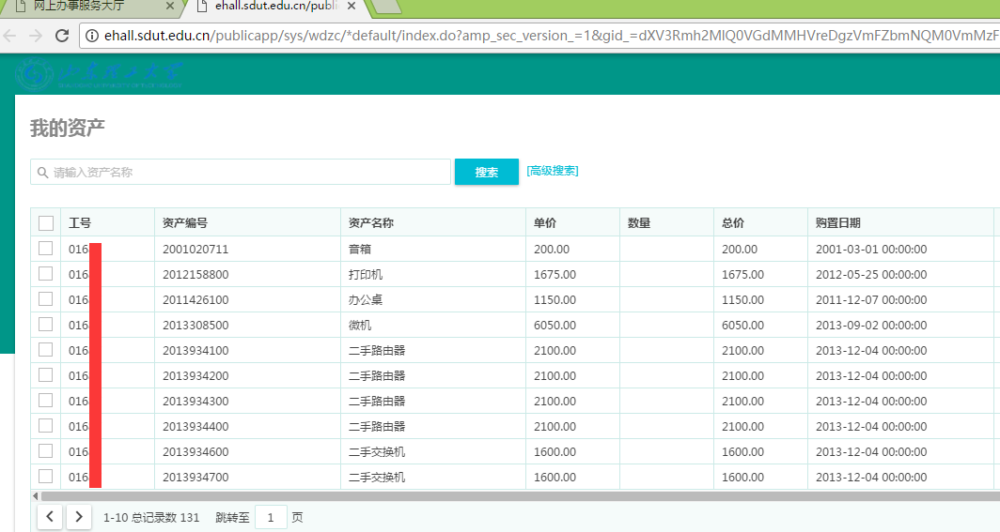 网上办事服务大厅 ehall.sdut.edu.cn/publi
ehall.sdut.edu.cn/publicapp/sys/wdzc/*default/index.do?amp_sec_version_=1&gid_=dXV3Rmh2MlQ0VGdMMHVreDgzVmFZbmNQM0VmMzF
山东理工大学
我的资产
请输入资产名称 搜索 [高级搜索]
工号 资产编号 资产名称 单价 数量 总价 购置日期
016 2001020711 音箱 200.00 200.00 2001-03-01 00:00:00
016 2012158800 打印机 1675.00 1675.00 2012-05-25 00:00:00
016 2011426100 办公桌 1150.00 1150.00 2011-12-07 00:00:00
016 2013308500 微机 6050.00 6050.00 2013-09-02 00:00:00
016 2013934100 二手路由器 2100.00 2100.00 2013-12-04 00:00:00
016 2013934200 二手路由器 2100.00 2100.00 2013-12-04 00:00:00
016 2013934300 二手路由器 2100.00 2100.00 2013-12-04 00:00:00
016 2013934400 二手路由器 2100.00 2100.00 2013-12-04 00:00:00
016 2013934600 二手交换机 1600.00 1600.00 2013-12-04 00:00:00
016 2013934700 二手交换机 1600.00 1600.00 2013-12-04 00:00:00
1-10 总记录数 131 跳转至 1 页